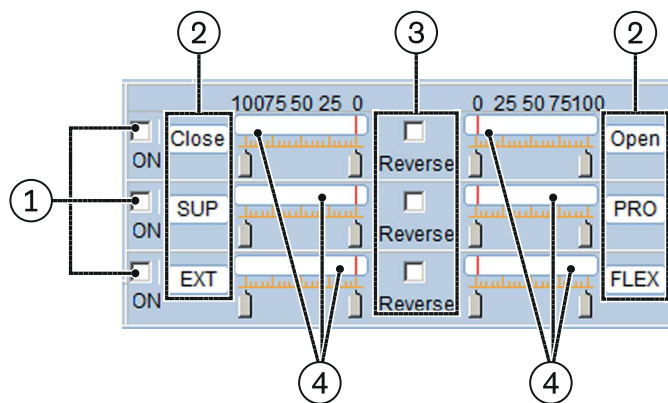 2 3 2
10075 50 25 0 0 25 50 75100
Close Open
ON Reverse
1
SUP PRO
ON Reverse
EXT FLEX
ON Reverse
4 4